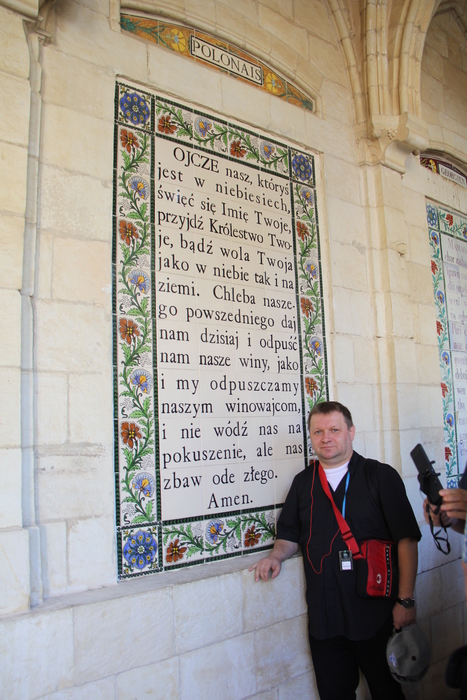 POLONAIS
OJCZE nasz, któryś
jest w niebiesiech,
święć się Imię Twoje,
przyjdź Królestwo Two-
je, bądź wola Twoja
jako w niebie tak i na
ziemi. Chleba nasze-
go powszedniego daj
nam dzisiaj i odpuść
nam nasze winy, jako
i my odpuszczamy
naszym winowajcom,
i nie wódź nas na
pokuszenie, ale nas
zbaw ode złego.
Amen.